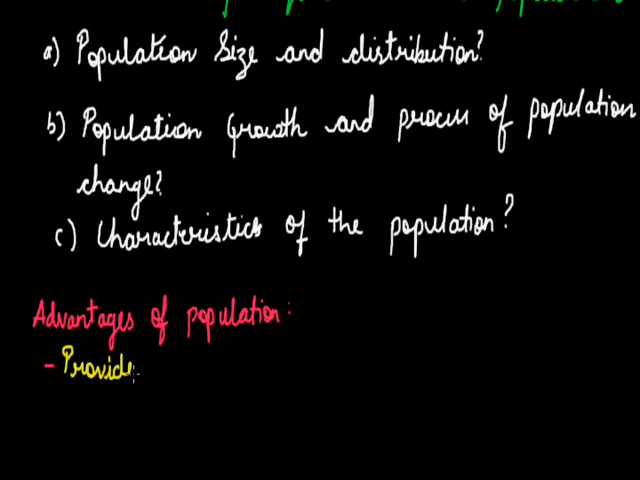 a) Population Size and distribution?
b) Population Growth and process of population
change?
c) Characteristics of the population?
Advantages of population:
- Provide